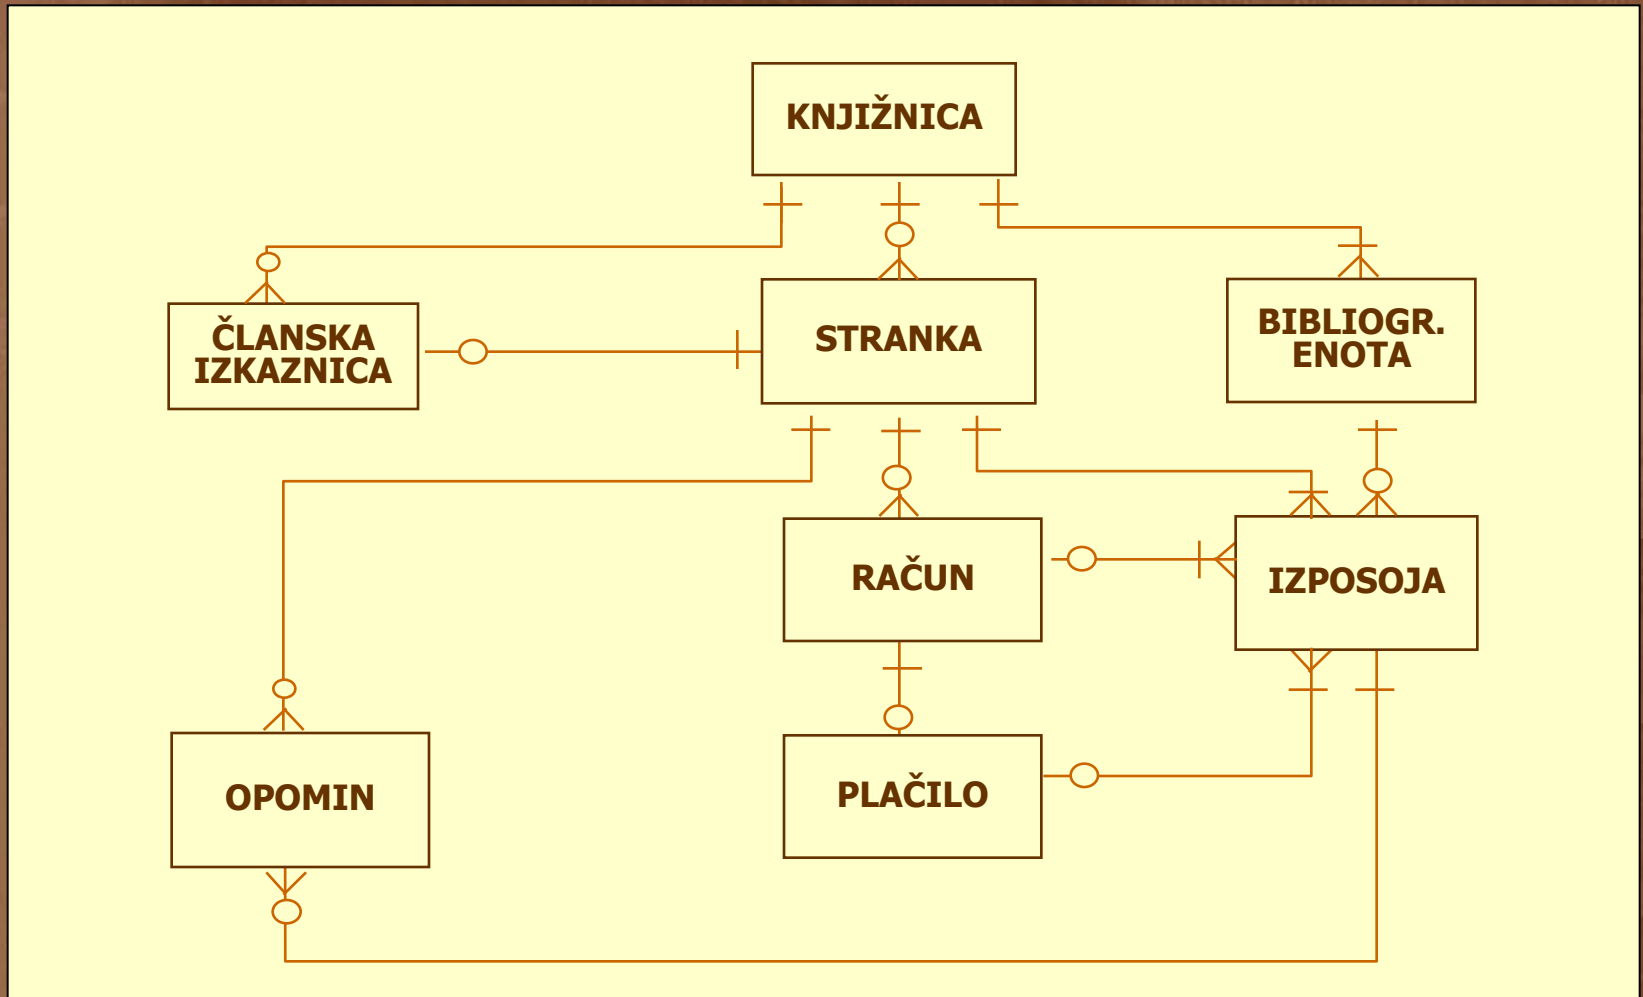 KNJIŽNICA
ČLANSKA
IZKAZNICA
STRANKA
BIBLIOGR.
ENOTA
RAČUN
IZPOSOJA
OPOMIN
PLAČILO